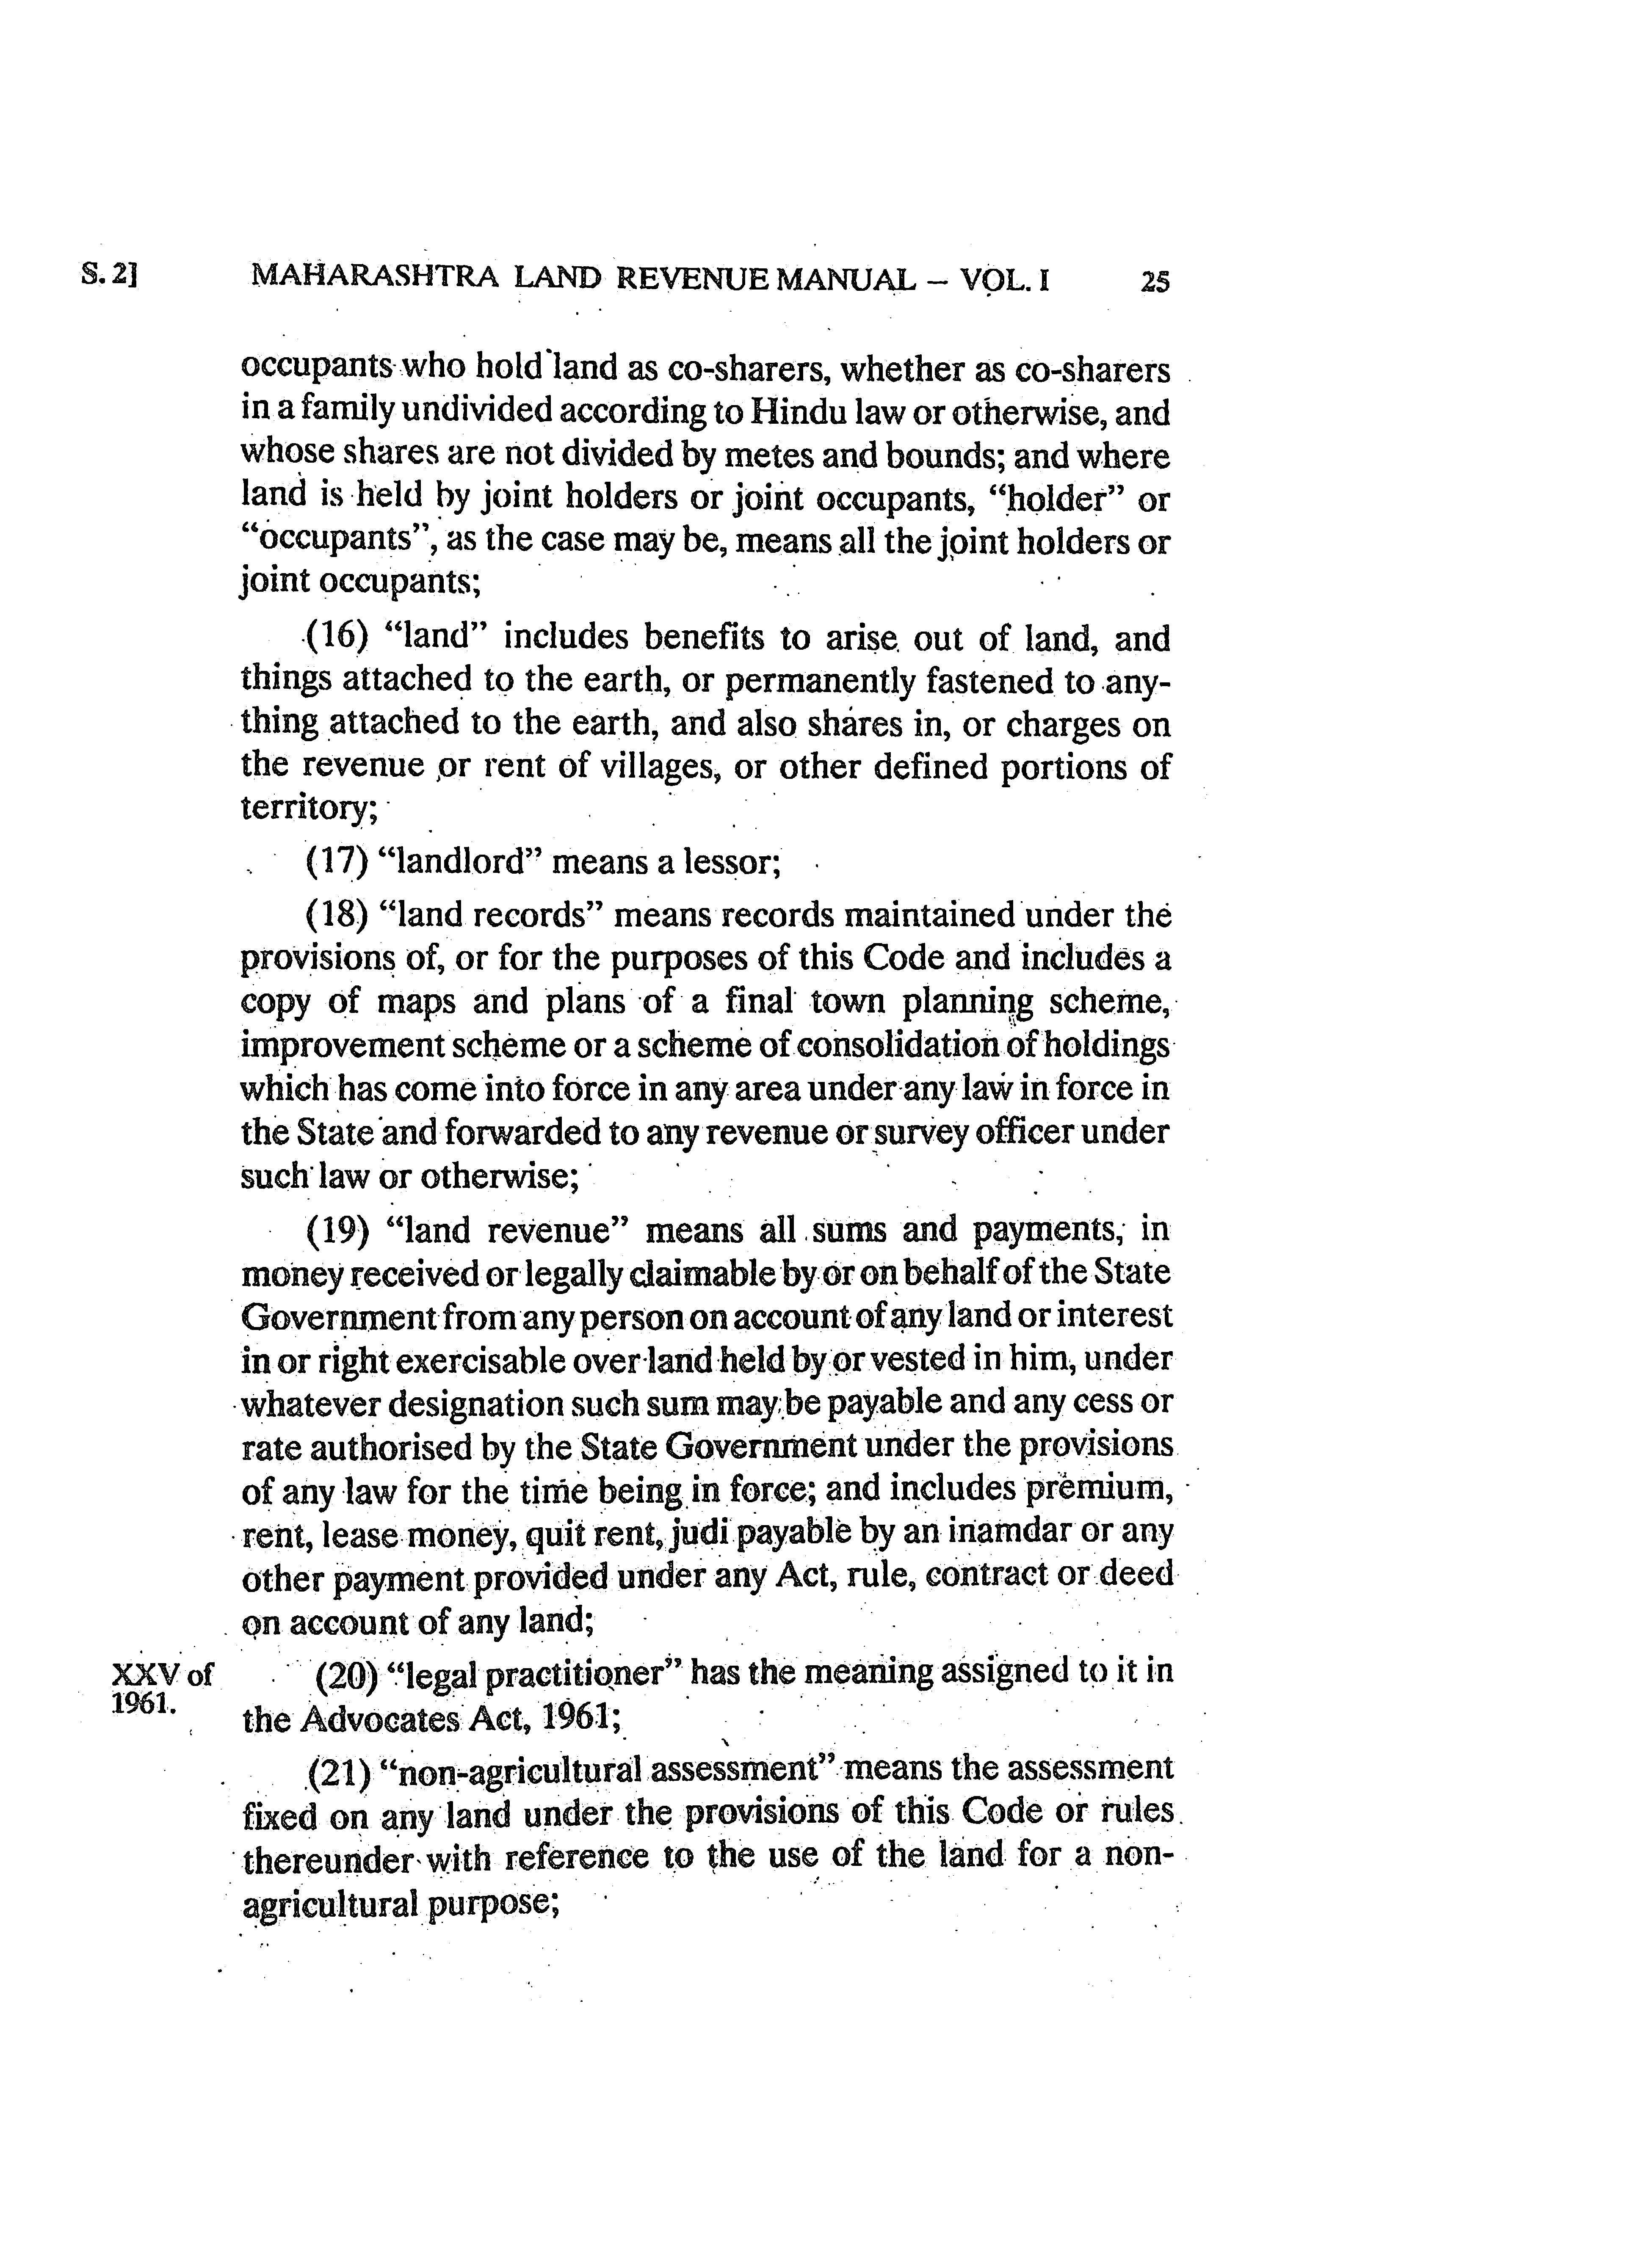 S. 2] MAHARASHTRA LAND REVENUE MANUAL – VOL. I 25
occupants who hold land as co-sharers, whether as co-sharers
in a family undivided according to Hindu law or otherwise, and
whose shares are not divided by metes and bounds; and where
land is held by joint holders or joint occupants, “holder” or
“occupants”, as the case may be, means all the joint holders or
joint occupants;
(16) “land” includes benefits to arise out of land, and
things attached to the earth, or permanently fastened to any-
thing attached to the earth, and also shares in, or charges on
the revenue or rent of villages, or other defined portions of
territory;
(17) “landlord” means a lessor;
(18) “land records” means records maintained under the
provisions of, or for the purposes of this Code and includes a
copy of maps and plans of a final town planning scheme,
improvement scheme or a scheme of consolidation of holdings
which has come into force in any area under any law in force in
the State and forwarded to any revenue or survey officer under
such law or otherwise;
(19) “land revenue” means all sums and payments, in
money received or legally claimable by or on behalf of the State
Government from any person on account of any land or interest
in or right exercisable over land held by or vested in him, under
whatever designation such sum may be payable and any cess or
rate authorised by the State Government under the provisions
of any law for the time being in force; and includes premium,
rent, lease money, quit rent, judi payable by an inamdar or any
other payment provided under any Act, rule, contract or deed
on account of any land;
XXV of
1961.
(20) “legal practitioner” has the meaning assigned to it in
the Advocates Act, 1961;
(21) “non-agricultural assessment” means the assessment
fixed on any land under the provisions of this Code or rules
thereunder with reference to the use of the land for a non-
agricultural purpose;